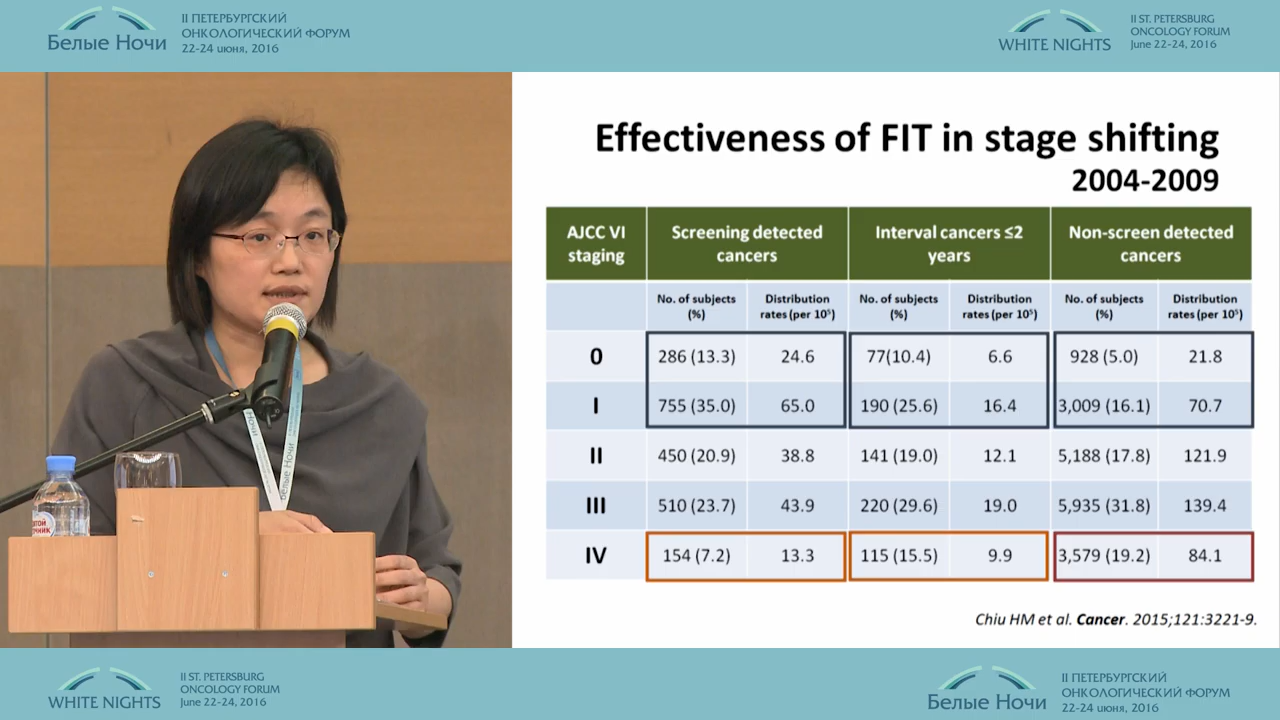 II ПЕТЕРБУРГСКИЙ
ОНКОЛОГИЧЕСКИЙ ФОРУМ
Белые Ночи
22-24 июня, 2016
II ST. PETERSBURG
ONCOLOGY FORUM
WHITE NIGHTS
June 22-24, 2016
Effectiveness of FIT in stage shifting
2004-2009
AJCC VI staging Screening detected cancers Interval cancers ≤2 years Non-screen detected cancers
No. of subjects (%) Distribution rates (per 10⁵) No. of subjects (%) Distribution rates (per 10⁵) No. of subjects (%) Distribution rates (per 10⁵)
0 286 (13.3) 24.6 77(10.4) 6.6 928 (5.0) 21.8
I 755 (35.0) 65.0 190 (25.6) 16.4 3,009 (16.1) 70.7
II 450 (20.9) 38.8 141 (19.0) 12.1 5,188 (17.8) 121.9
III 510 (23.7) 43.9 220 (29.6) 19.0 5,935 (31.8) 139.4
IV 154 (7.2) 13.3 115 (15.5) 9.9 3,579 (19.2) 84.1
Chiu HM et al. Cancer. 2015;121:3221-9.
Белые Ночи
II ST. PETERSBURG
ONCOLOGY FORUM
WHITE NIGHTS
June 22-24, 2016
II ПЕТЕРБУРГСКИЙ
ОНКОЛОГИЧЕСКИЙ ФОРУМ
Белые Ночи
22-24 июня, 2016